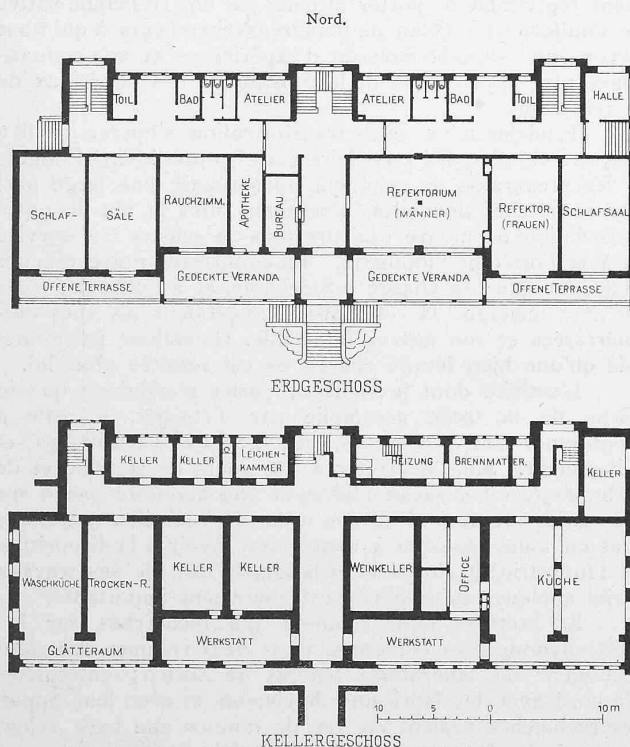 Nord.
TOIL. BAD ATELIER ATELIER BAD TOIL. HALLE
SCHLAF- SÄLE RAUCHZIMM. APOTHEKE BUREAU REFEKTORIUM (MÄNNER) REFEKTOR. (FRAUEN) SCHLAFSAAL
OFFENE TERRASSE GEDECKTE VERANDA GEDECKTE VERANDA OFFENE TERRASSE
ERDGESCHOSS
KELLER KELLER LEICHEN-
KAMMER HEIZUNG BRENNMATER. KELLER
WASCHKÜCHE TROCKEN-R. KELLER KELLER WEINKELLER OFFICE KÜCHE
GLÄTTERAUM WERKSTATT WERKSTATT
10 5 0 10 m
KELLERGESCHOSS